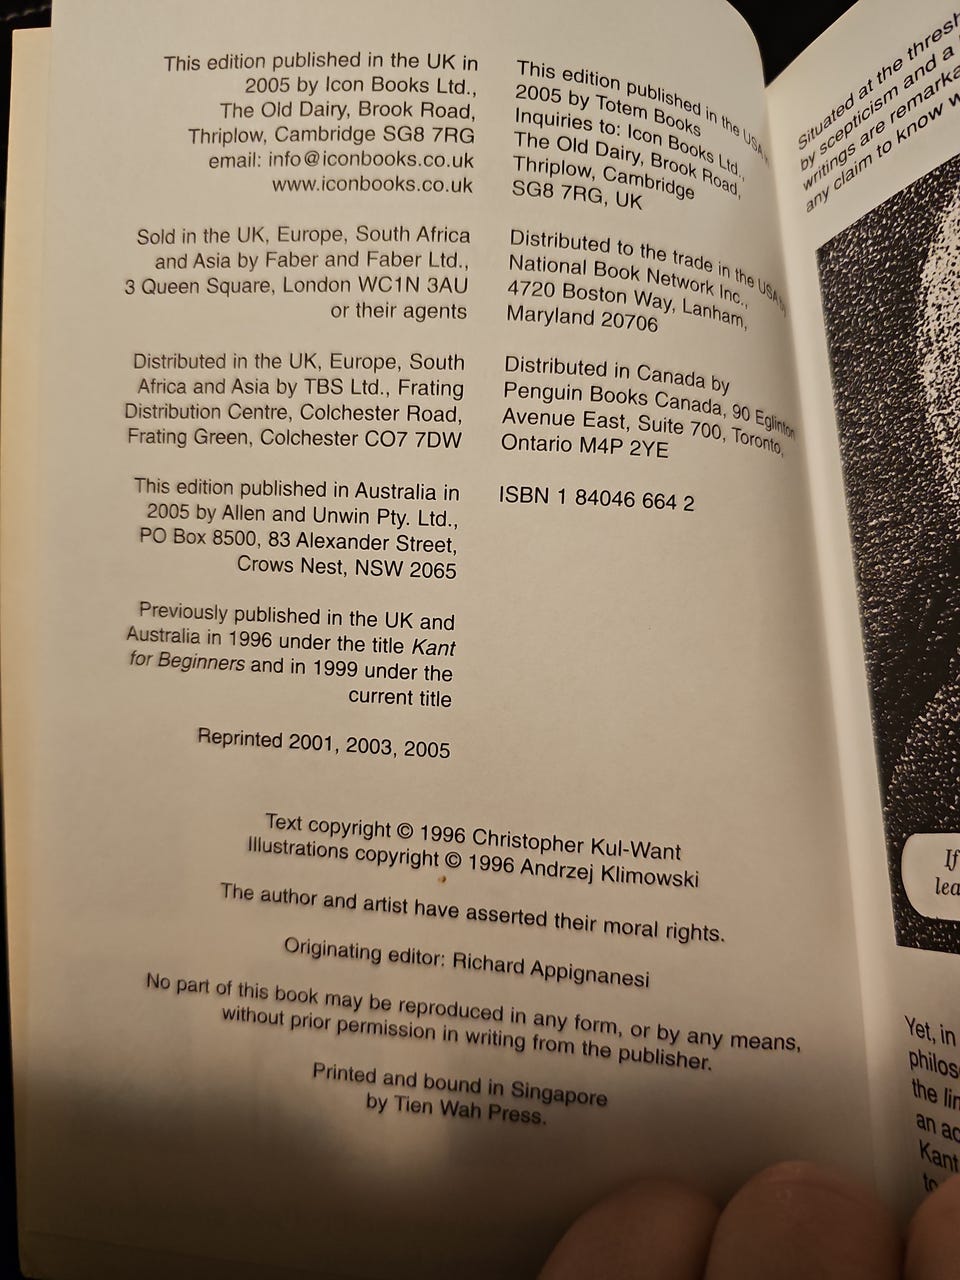 This edition published in the UK in
2005 by Icon Books Ltd.,
The Old Dairy, Brook Road,
Thriplow, Cambridge SG8 7RG
email: info@iconbooks.co.uk
www.iconbooks.co.uk
Sold in the UK, Europe, South Africa
and Asia by Faber and Faber Ltd.,
3 Queen Square, London WC1N 3AU
or their agents
Distributed in the UK, Europe, South
Africa and Asia by TBS Ltd., Frating
Distribution Centre, Colchester Road,
Frating Green, Colchester CO7 7DW
This edition published in Australia in
2005 by Allen and Unwin Pty. Ltd.,
PO Box 8500, 83 Alexander Street,
Crows Nest, NSW 2065
Previously published in the UK and
Australia in 1996 under the title Kant
for Beginners and in 1999 under the
current title
Reprinted 2001, 2003, 2005
This edition published in the USA in
2005 by Totem Books
Inquiries to: Icon Books Ltd.,
The Old Dairy, Brook Road,
Thriplow, Cambridge
SG8 7RG, UK
Distributed to the trade in the USA by
National Book Network Inc.,
4720 Boston Way, Lanham,
Maryland 20706
Distributed in Canada by
Penguin Books Canada, 90 Eglinton
Avenue East, Suite 700, Toronto,
Ontario M4P 2YE
ISBN 1 84046 664 2
Text copyright © 1996 Christopher Kul-Want
Illustrations copyright © 1996 Andrzej Klimowski
The author and artist have asserted their moral rights.
Originating editor: Richard Appignanesi
No part of this book may be reproduced in any form, or by any means,
without prior permission in writing from the publisher.
Printed and bound in Singapore
by Tien Wah Press.
Situated at the
by scepticism and a
writings are
any claim to know
If
Yet, in
the
an
Kant